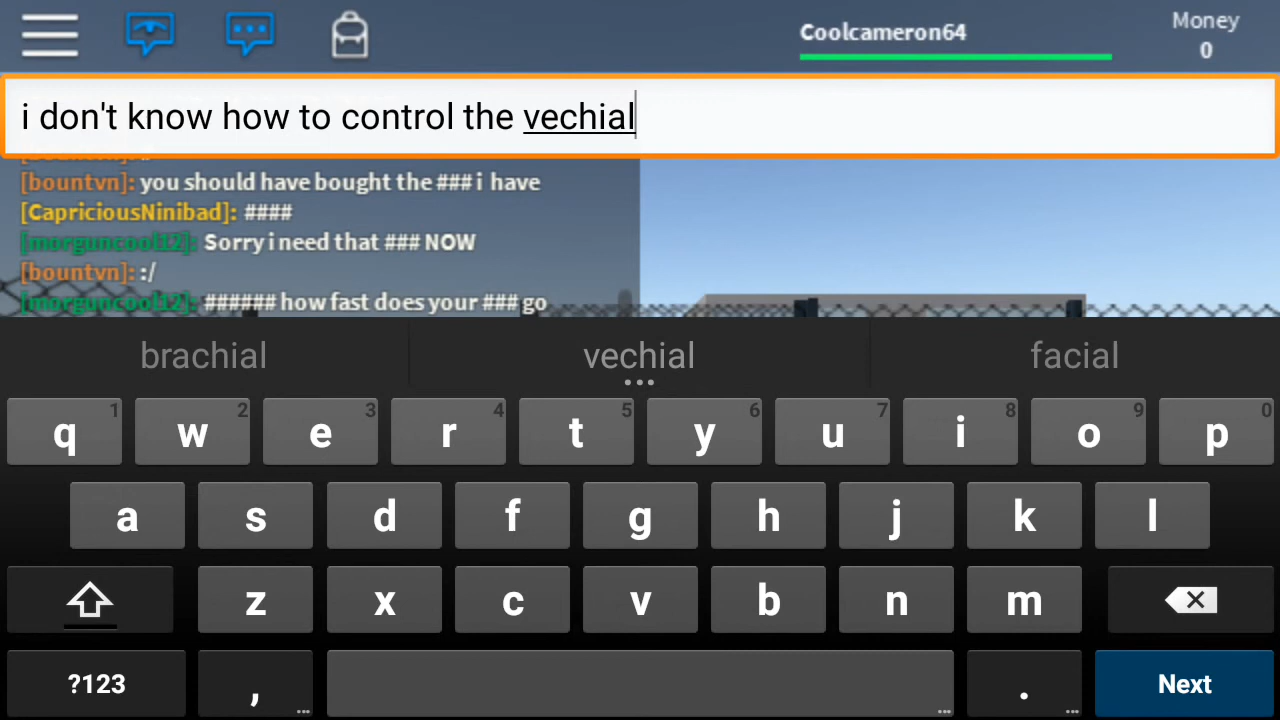 Coolcameron64
Money
0
i don't know how to control the vechial
[bountvn]: you should have bought the ### i have
[CapriciousNinibad]: ####
[morguncool12]: Sorry i need that ### NOW
[bountvn]: :/
[morguncool12]: ###### how fast does your ### go
brachial vechial facial
q 1 w 2 e 3 r 4 t 5 y 6 u 7 i 8 o 9 p 0
a s d f g h j k l
z x c v b n m
?123 , . Next